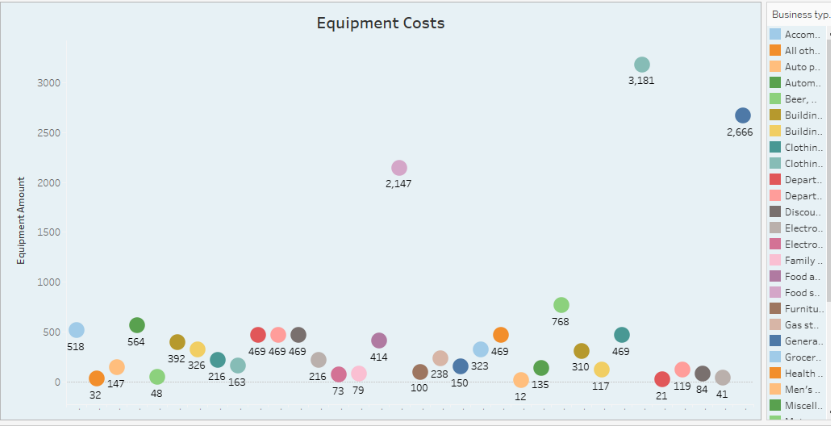 Equipment Costs
Business typ..
Equipment Amount
3000
2500
2000
1500
1000
500
0
518
32
147
564
48
392
326
216
163
469
469
469
216
73
79
414
2,147
100
238
150
323
469
12
135
768
310
117
469
3,181
21
119
84
41
2,666
Accom..
All oth..
Auto p..
Autom..
Beer, ..
Buildin..
Buildin..
Clothin..
Clothin..
Depart..
Depart..
Discou..
Electro..
Electro..
Family ..
Food a..
Food s..
Furnitu..
Gas st..
Genera..
Grocer..
Health ..
Men's ..
Miscell..